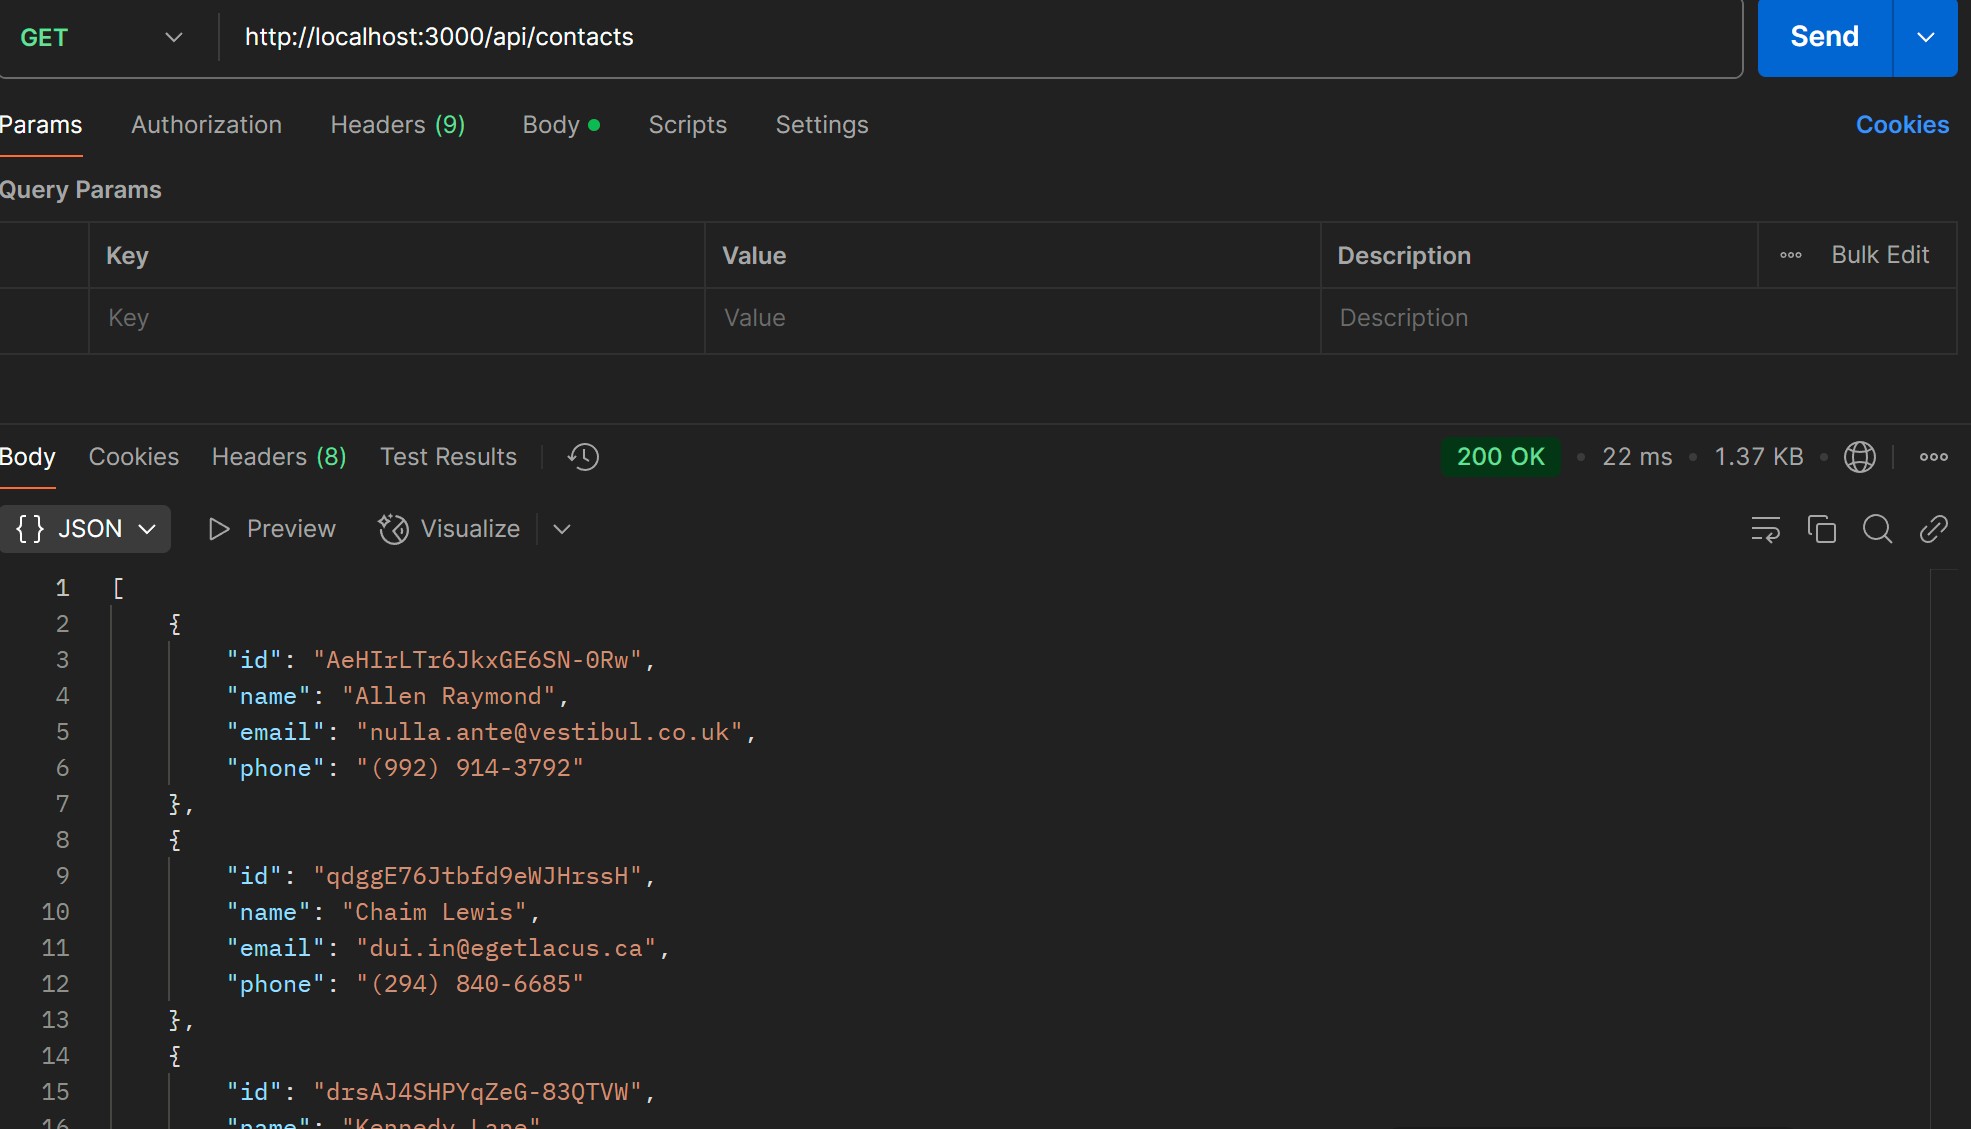 GET http://localhost:3000/api/contacts Send
Params Authorization Headers (9) Body Scripts Settings Cookies
Query Params
Key Value Description Bulk Edit
Key Value Description
Body Cookies Headers (8) Test Results 200 OK 22 ms 1.37 KB
{} JSON Preview Visualize
1 [
2 {
3 "id": "AeHIrLTr6JkxGE6SN-0Rw",
4 "name": "Allen Raymond",
5 "email": "nulla.ante@vestibul.co.uk",
6 "phone": "(992) 914-3792"
7 },
8 {
9 "id": "qdggE76Jtbfd9eWJHrssH",
10 "name": "Chaim Lewis",
11 "email": "dui.in@egetlacus.ca",
12 "phone": "(294) 840-6685"
13 },
14 {
15 "id": "drsAJ4SHPYqZeG-83QTVW",
16 "name": "Kennedy Lane"